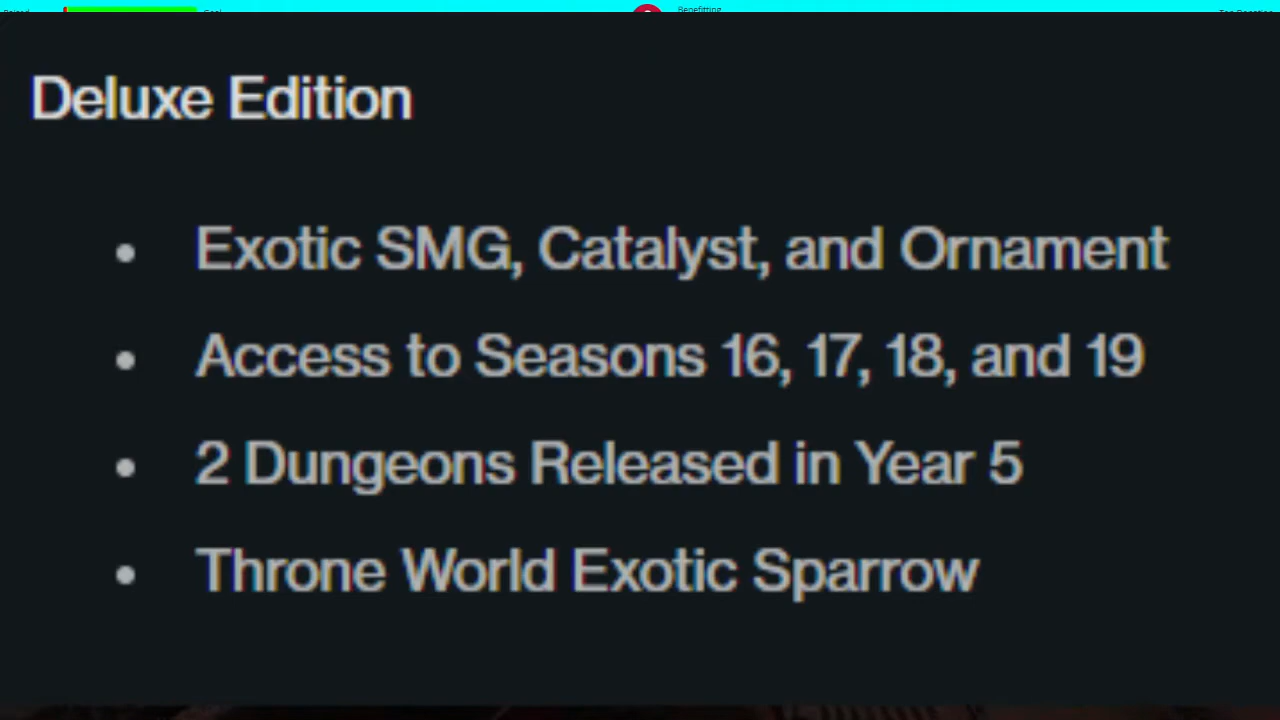 Benefitting
Deluxe Edition
• Exotic SMG, Catalyst, and Ornament
• Access to Seasons 16, 17, 18, and 19
• 2 Dungeons Released in Year 5
• Throne World Exotic Sparrow